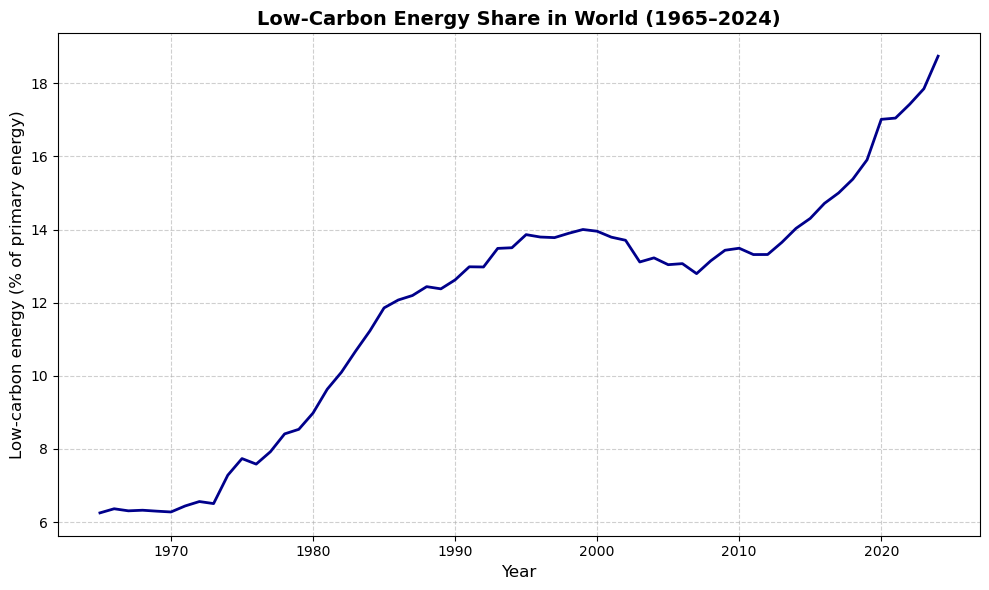 Low-Carbon Energy Share in World (1965–2024)
Low-carbon energy (% of primary energy)
18
16
14
12
10
8
6
1970 1980 1990 2000 2010 2020
Year